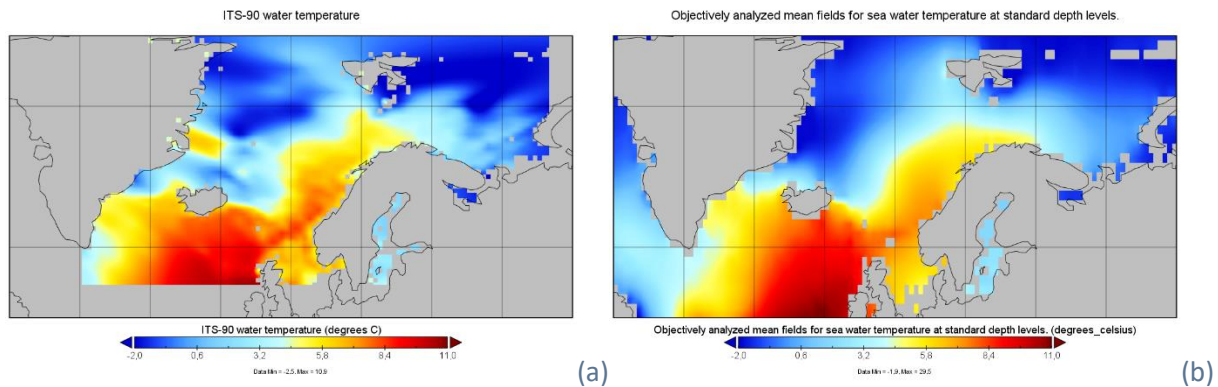 ITS-90 water temperature
ITS-90 water temperature (degrees C)
-2,0 0,6 3,2 5,8 8,4 11,0
Data Min = -2.5, Max = 10.9
(a)
Objectively analyzed mean fields for sea water temperature at standard depth levels.
Objectively analyzed mean fields for sea water temperature at standard depth levels. (degrees_celsius)
-2,0 0,6 3,2 5,8 8,4 11,0
Data Min = -1.9, Max = 29.5
(b)